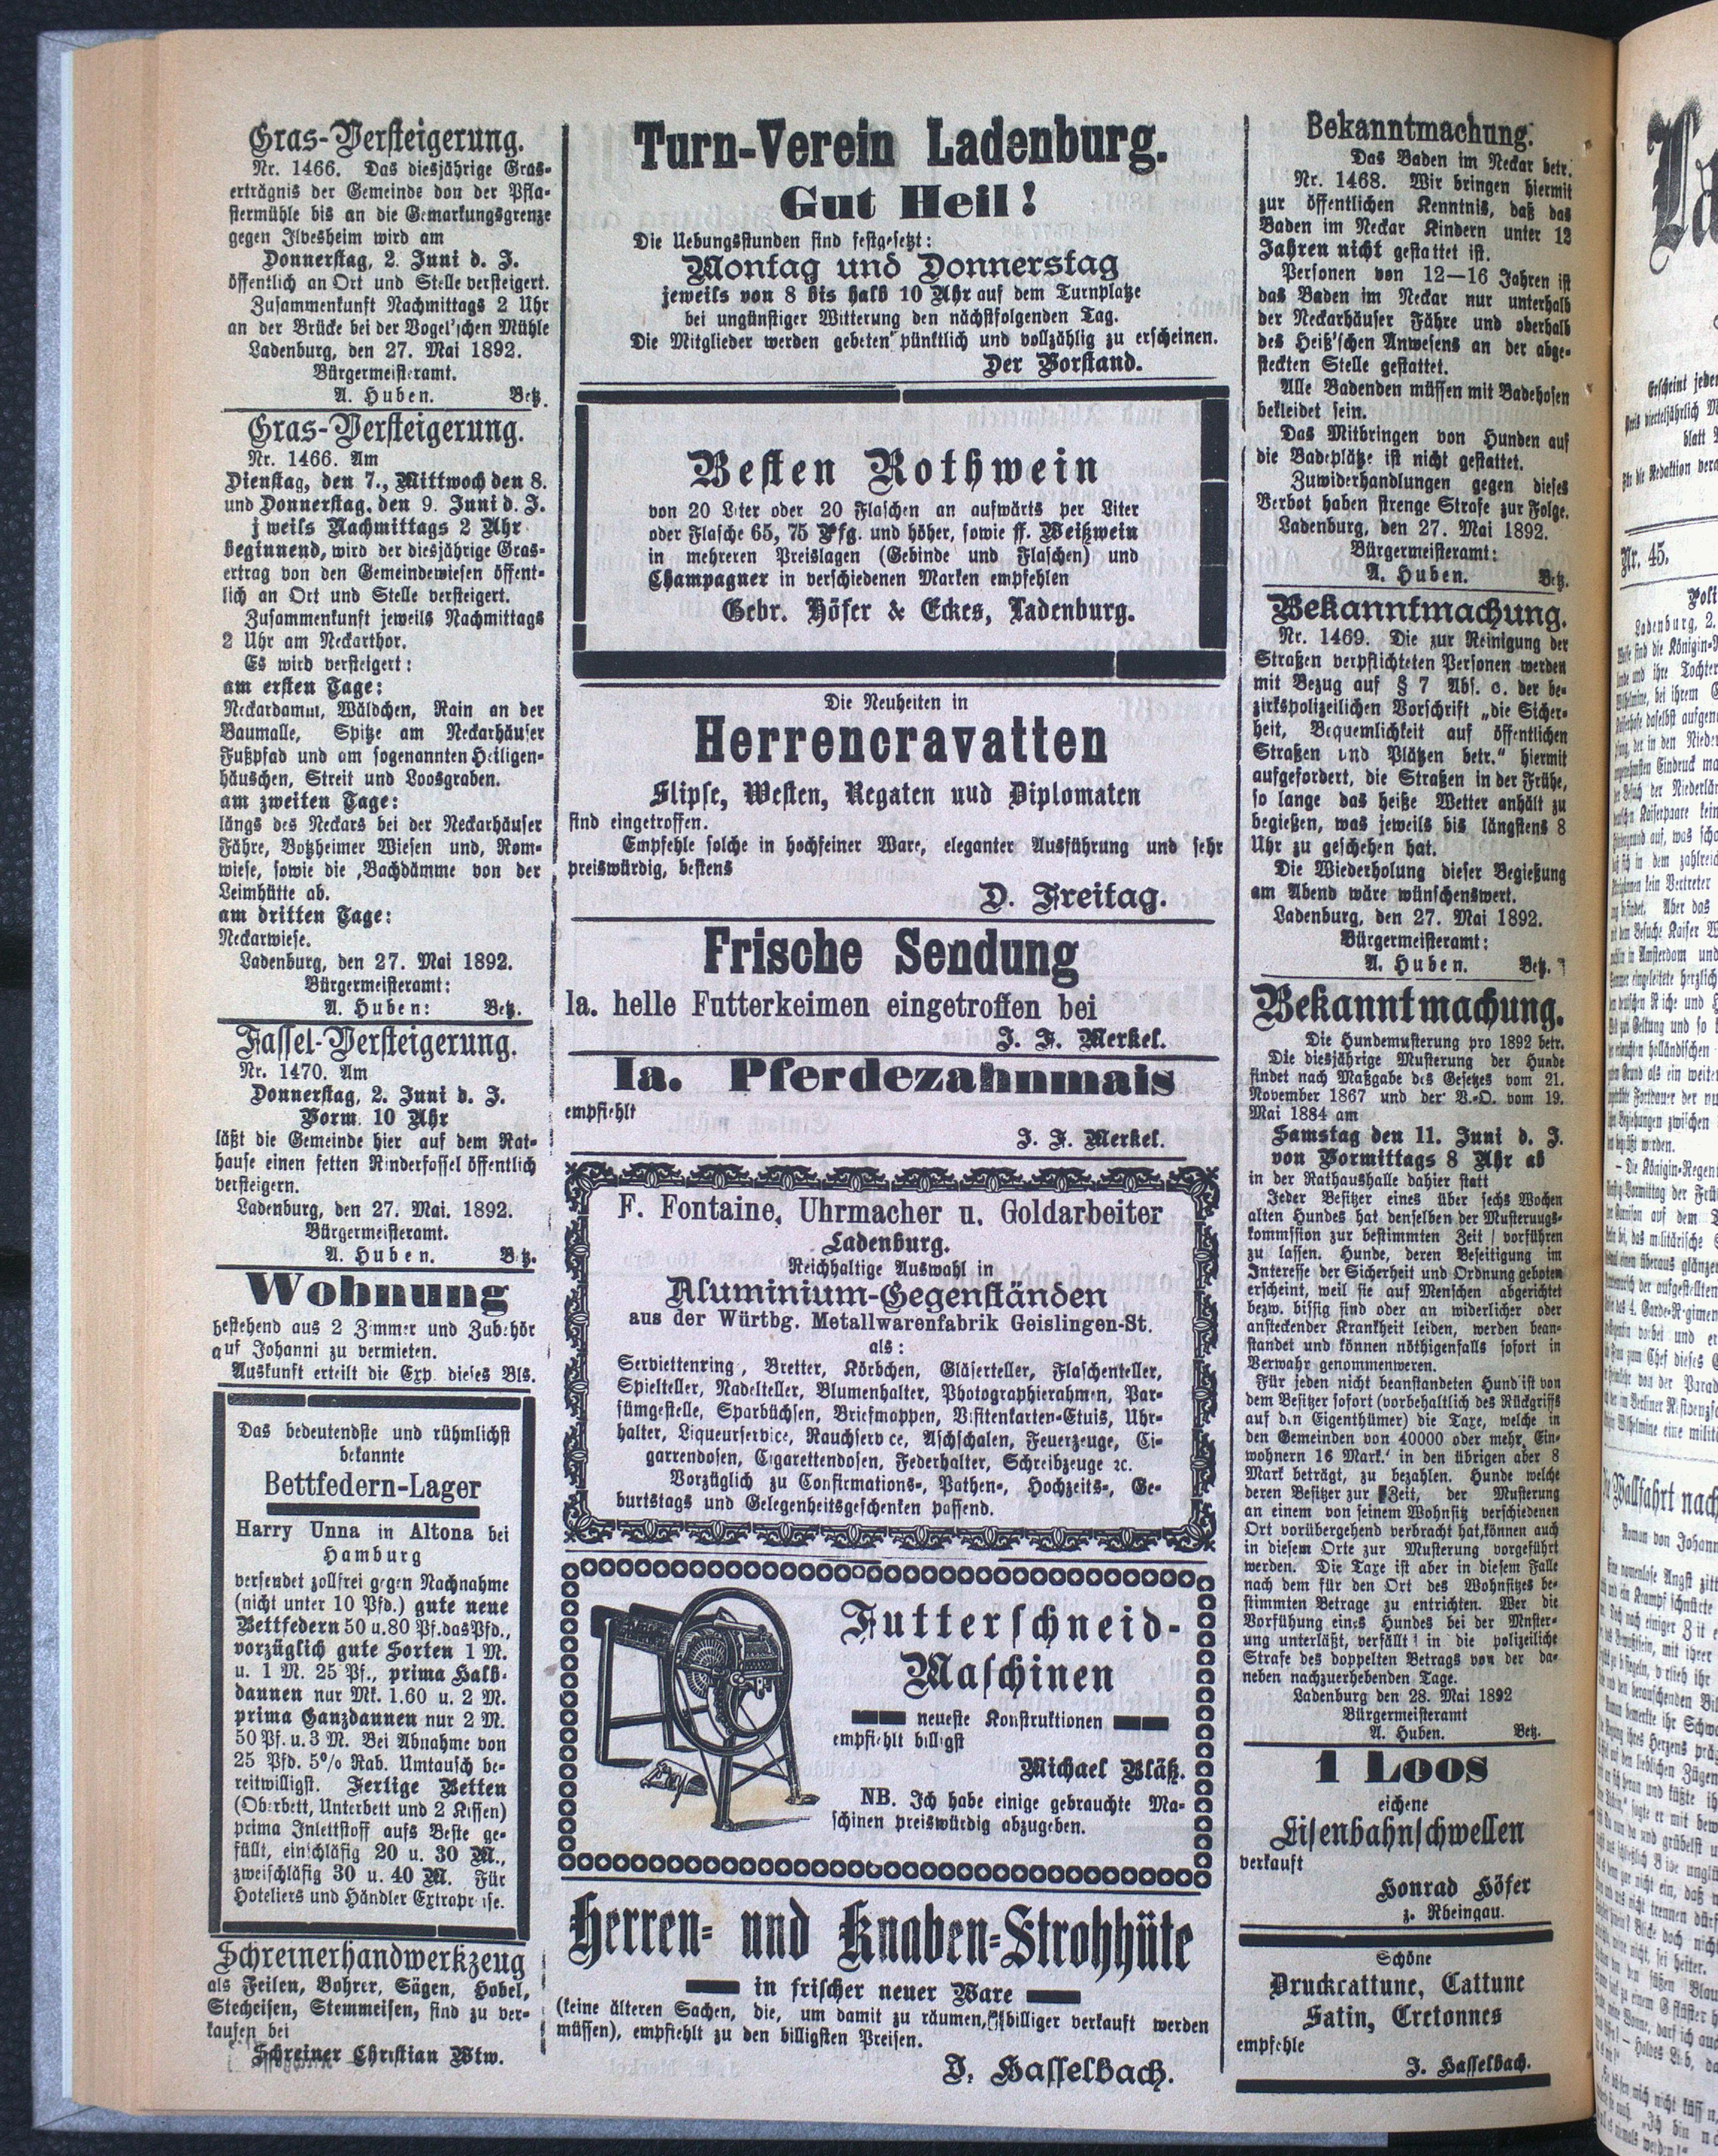 Gras-Versteigerung.
Nr. 1466. Das diesjährige Gras-
erträgnis der Gemeinde von der Pfla-
stermühle bis an die Gemarkungsgrenze
gegen Ilvesheim wird am
Donnerstag, 2. Juni d. J.
öffentlich an Ort und Stelle versteigert.
Zusammenkunft Nachmittags 2 Uhr
an der Brücke bei der Vogel'schen Mühle
Ladenburg, den 27. Mai 1892.
Bürgermeisteramt.
A. Huben. Betz.
Gras-Versteigerung.
Nr. 1466. Am
Dienstag, den 7., Mittwoch den 8.
und Donnerstag, den 9. Juni d. J.
jeweils Nachmittags 2 Uhr
beginnend, wird der diesjährige Gras-
ertrag von den Gemeindewiesen öffent-
lich an Ort und Stelle versteigert.
Zusammenkunft jeweils Nachmittags
2 Uhr am Neckarthor.
Es wird versteigert:
am ersten Tage:
Neckardamm, Wäldchen, Rain an der
Baumalle, Spitze am Neckarhäuser
Fußpfad und am sogenannten Heiligen-
häuschen, Streit und Loosgraben.
am zweiten Tage:
längs des Neckars bei der Neckarhäuser
Fähre, Botzheimer Wiesen und, Rom-
wiese, sowie die Bachdämme von der
Leimhütte ab.
am dritten Tage:
Neckarwiese.
Ladenburg, den 27. Mai 1892.
Bürgermeisteramt:
A. Huben: Betz.
Fassel-Versteigerung.
Nr. 1470. Am
Donnerstag, 2. Juni d. J.
Vorm. 10 Uhr
läßt die Gemeinde hier auf dem Rat-
hause einen fetten Rinderfassel öffentlich
versteigern.
Ladenburg, den 27. Mai. 1892.
Bürgermeisteramt.
A. Huben. Betz.
Wohnung
bestehend aus 2 Zimmer und Zubehör
auf Johanni zu vermieten.
Auskunft erteilt die Exp. dieses Bls.
Das bedeutendste und rühmlichst
bekannte
Bettfedern-Lager
Harry Unna in Altona bei
Hamburg
versendet zollfrei gegen Nachnahme
(nicht unter 10 Pfd.) gute neue
Bettfedern 50 u. 80 Pf. das Pfd.,
vorzüglich gute Sorten 1 M.
u. 1 M. 25 Pf., prima Halb-
daunen nur Mk. 1.60 u. 2 M.
prima Ganzdaunen nur 2 M.
50 Pf. u. 3 M. Bei Abnahme von
25 Pfd. 5% Rab. Umtausch be-
reitwilligst. Fertige Betten
(Oberbett, Unterbett und 2 Kissen)
prima Inlettstoff aufs Beste ge-
füllt, einschläfig 20 u. 30 M.,
zweischläfig 30 u. 40 M. Für
Hoteliers und Händler Extrapreise.
Schreinerhandwerkzeug
als Feilen, Bohrer, Sägen, Hobel,
Stecheisen, Stemmeisen, sind zu ver-
kaufen bei
Schreiner Christian Wtw.
Turn-Verein Ladenburg.
Gut Heil!
Die Uebungsstunden sind festgesetzt:
Montag und Donnerstag
jeweils von 8 bis halb 10 Uhr auf dem Turnplatze
bei ungünstiger Witterung den nächstfolgenden Tag.
Die Mitglieder werden gebeten pünktlich und vollzählig zu erscheinen.
Der Vorstand.
Besten Rothwein
von 20 Liter oder 20 Flaschen an aufwärts per Liter
oder Flasche 65, 75 Pfg. und höher, sowie ff. Weißwein
in mehreren Preislagen (Gebinde und Flaschen) und
Champagner in verschiedenen Marken empfehlen
Gebr. Höfer & Eckes, Ladenburg.
Die Neuheiten in
Herrencravatten
Slipse, Westen, Regaten uud Diplomaten
sind eingetroffen.
Empfehle solche in hochfeiner Ware, eleganter Ausführung und sehr
preiswürdig, bestens
D. Freitag.
Frische Sendung
Ia. helle Futterkeimen eingetroffen bei
J. F. Merkel.
Ia. Pferdezahnmais
empfiehlt
J. F. Merkel.
F. Fontaine, Uhrmacher u. Goldarbeiter
Ladenburg.
Reichhaltige Auswahl in
Aluminium-Gegenständen
aus der Würtbg. Metallwarenfabrik Geislingen-St.
als:
Serviettenring, Bretter, Körbchen, Gläserteller, Flaschenteller,
Spielteller, Nadelteller, Blumenhalter, Photographierahmen, Par-
fümgestelle, Sparbüchsen, Briefmappen, Visitenkarten-Etuis, Uhr-
halter, Liqueurservice, Rauchservice, Aschschalen, Feuerzeuge, Ci-
garrendosen, Cigarettendosen, Federhalter, Schreibzeuge ꝛc.
Vorzüglich zu Confirmations-, Pathen-, Hochzeits-, Ge-
burtstags und Gelegenheitsgeschenken passend.
Futterschneid-
Maschinen
neueste Konstruktionen
empfiehlt billigst
Michael Bläß.
NB. Ich habe einige gebrauchte Ma-
schinen preiswürdig abzugeben.
Herren- und Knaben-Strohhüte
in frischer neuer Ware
(keine älteren Sachen, die, um damit zu räumen, billiger verkauft werden
müssen), empfiehlt zu den billigsten Preisen.
J. Hasselbach.
Bekanntmachung.
Das Baden im Neckar betr.
Nr. 1468. Wir bringen hiermit
zur öffentlichen Kenntnis, daß das
Baden im Neckar Kindern unter 12
Jahren nicht gestattet ist.
Personen von 12—16 Jahren ist
das Baden im Neckar nur unterhalb
der Neckarhäuser Fähre und oberhalb
des Heiß'schen Anwesens an der abge-
steckten Stelle gestattet.
Alle Badenden müssen mit Badehosen
bekleidet sein.
Das Mitbringen von Hunden auf
die Badeplätze ist nicht gestattet.
Zuwiderhandlungen gegen dieses
Verbot haben strenge Strafe zur Folge.
Ladenburg, den 27. Mai 1892.
Bürgermeisteramt:
A. Huben. Betz.
Bekanntmachung.
Nr. 1469. Die zur Reinigung der
Straßen verpflichteten Personen werden
mit Bezug auf § 7 Abs. c. der be-
zirkspolizeilichen Vorschrift „die Sicher-
heit, Bequemlichkeit auf öffentlichen
Straßen und Plätzen betr." hiermit
aufgefordert, die Straßen in der Frühe,
so lange das heiße Wetter anhält zu
begießen, was jeweils bis längstens 8
Uhr zu geschehen hat.
Die Wiederholung dieser Begießung
am Abend wäre wünschenswert.
Ladenburg, den 27. Mai 1892.
Bürgermeisteramt:
A. Huben. Betz.
Bekanntmachung.
Die Hundemusterung pro 1892 betr.
Die diesjährige Musterung der Hunde
findet nach Maßgabe des Gesetzes vom 21.
November 1867 und der V.-O. vom 19.
Mai 1884 am
Samstag den 11. Juni d. J.
von Vormittags 8 Uhr ab
in der Rathaushalle dahier statt
Jeder Besitzer eines über sechs Wochen
alten Hundes hat denselben der Musteruugs-
kommssion zur bestimmten Zeit vorführen
zu lassen. Hunde, deren Beseitigung im
Interesse der Sicherheit und Ordnung geboten
erscheint, weil sie auf Menschen abgerichtet
bezw. bissig sind oder an widerlicher oder
ansteckender Krankheit leiden, werden bean-
standet und können nöthigenfalls sofort in
Verwahr genommenweren.
Für jeden nicht beanstandeten Hund ist von
dem Besitzer sofort (vorbehaltlich des Rückgriffs
auf den Eigenthümer) die Taxe, welche in
den Gemeinden von 40000 oder mehr Ein-
wohnern 16 Mark. in den übrigen aber 8
Mark beträgt, zu bezahlen. Hunde welche
deren Besitzer zur Zeit, der Musterung
an einem von seinem Wohnsitz verschiedenen
Ort vorübergehend verbracht hat, können auch
in diesem Orte zur Musterung vorgeführt
werden. Die Taxe ist aber in diesem Falle
nach dem für den Ort des Wohnsitzes be-
stimmten Betrage zu entrichten. Wer die
Vorfühung eines Hundes bei der Muster-
ung unterläßt, verfällt in die polizeiliche
Strafe des doppelten Betrags von der da-
neben nachzuerhebenden Tage.
Ladenburg den 28. Mai 1892
Bürgermeisteramt
A. Huben. Betz.
1 Loos
eichene
Eisenbahnschwellen
verkauft
Konrad Höfer
z. Rheingau.
Schöne
Druckcattune, Cattune
Satin, Cretonnes
empfehle
J. Hasselbach.
Nr. 45.